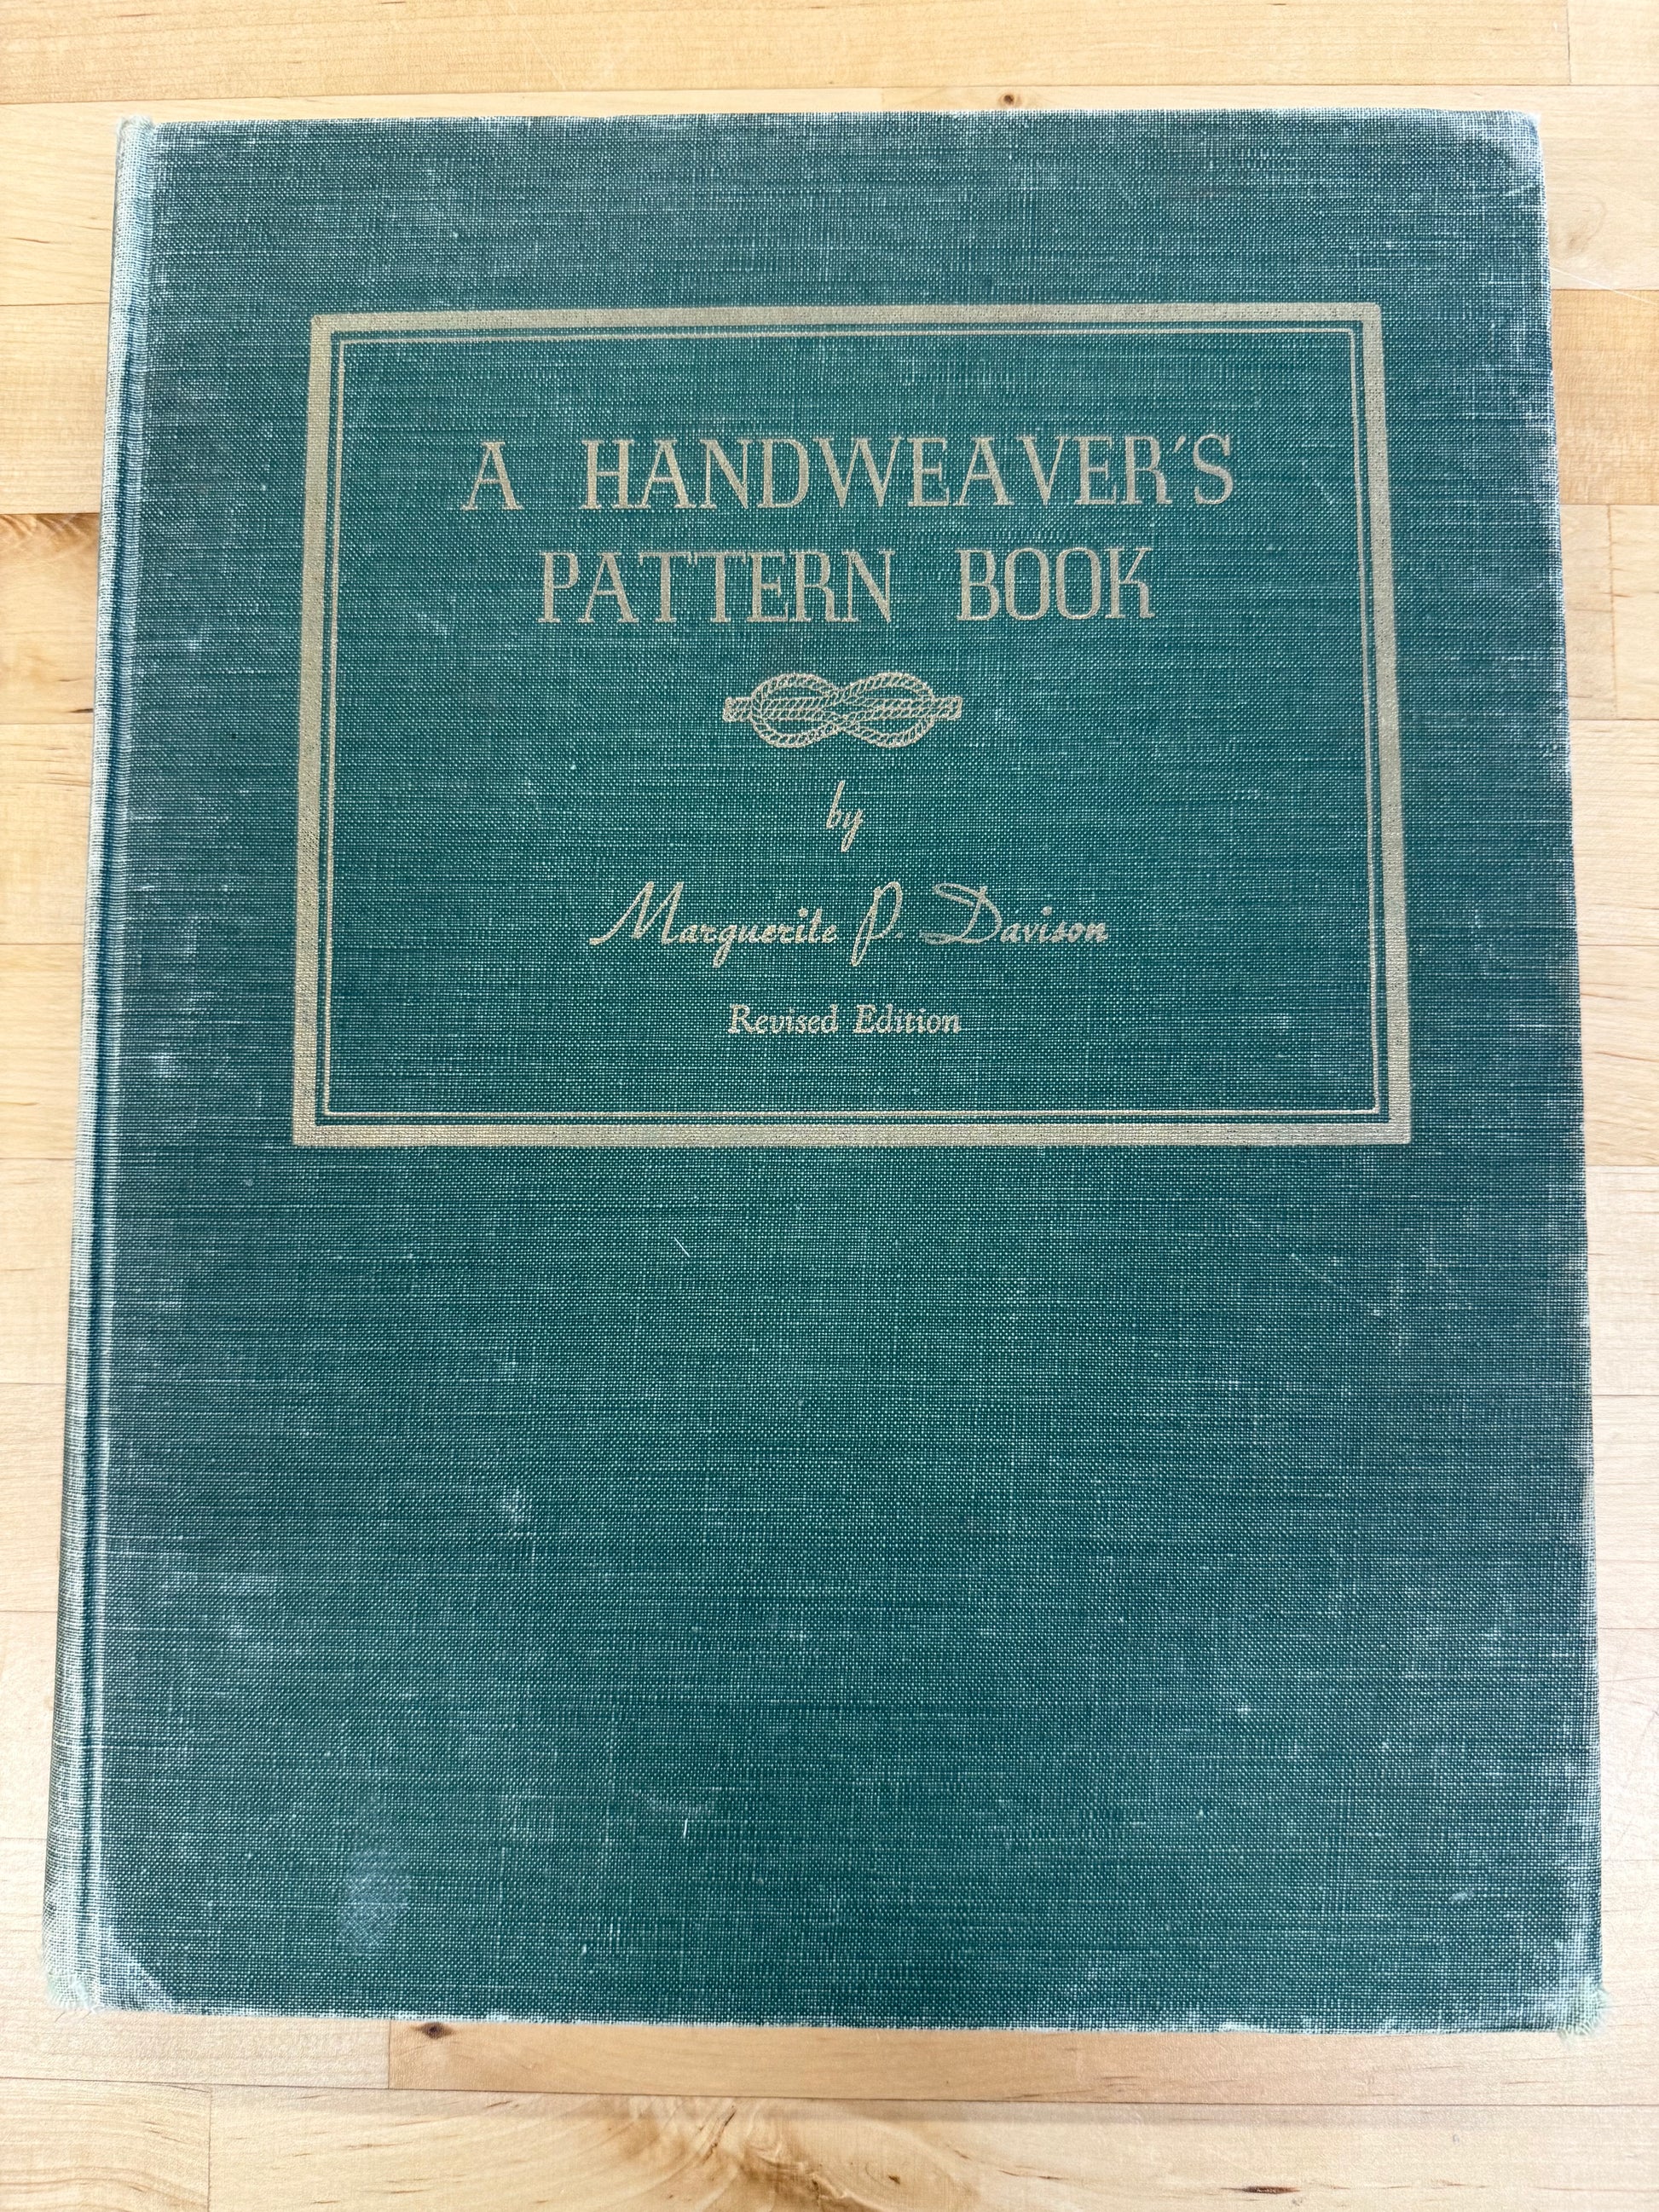 A HANDWEAVER'S
PATTERN BOOK
by
Marguerite P. Davison
Revised Edition